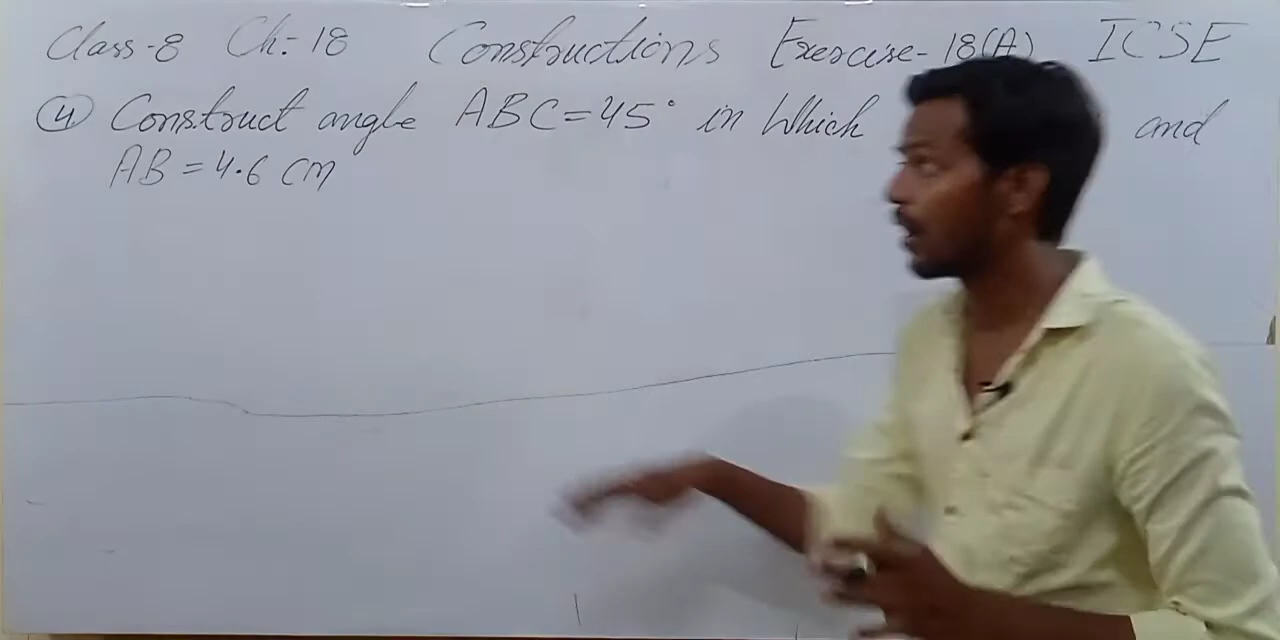 Class-8 Ch:-18 Constructions Exercise-18(A) ICSE
④ Construct angle ABC=45° in Which and
AB=4.6 cm